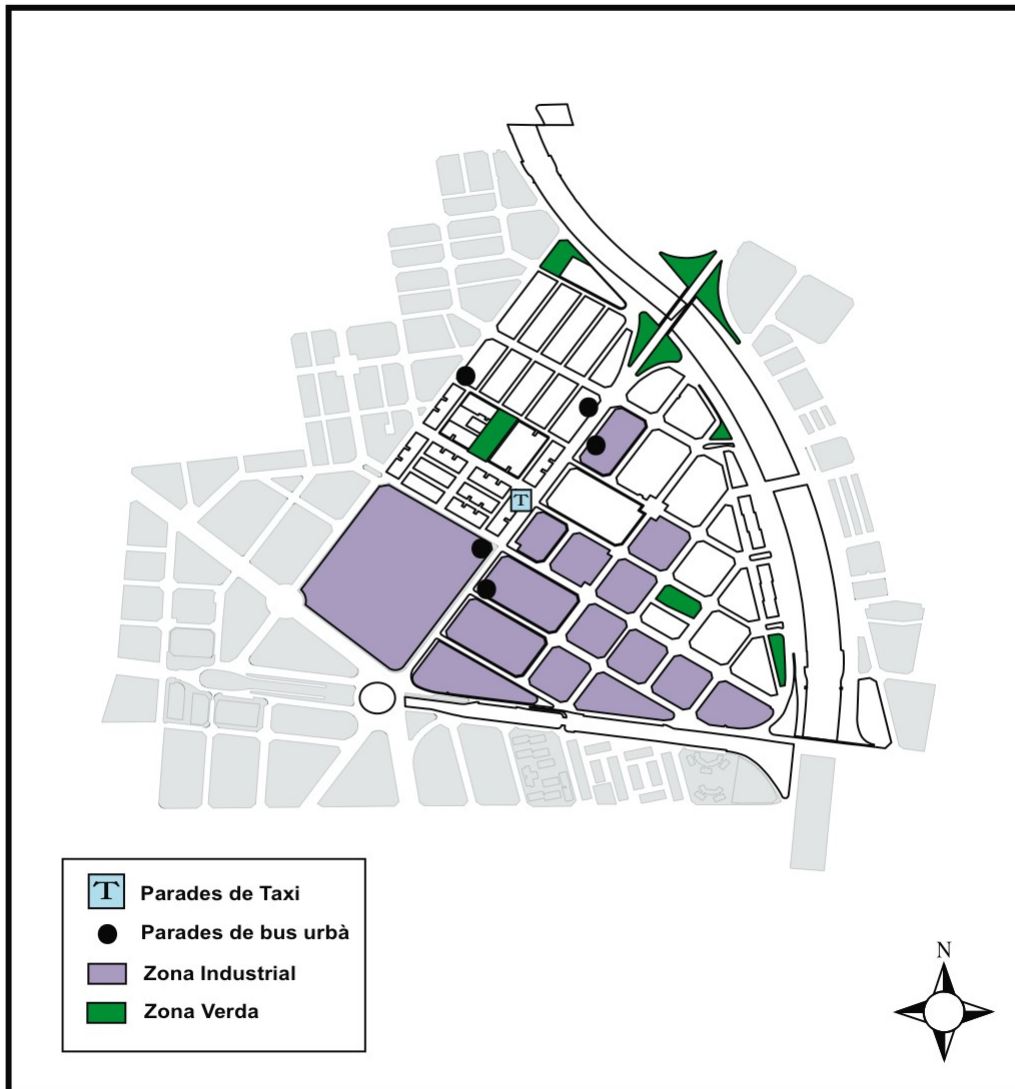 T
T Parades de Taxi
Parades de bus urbà
Zona Industrial
Zona Verda
N